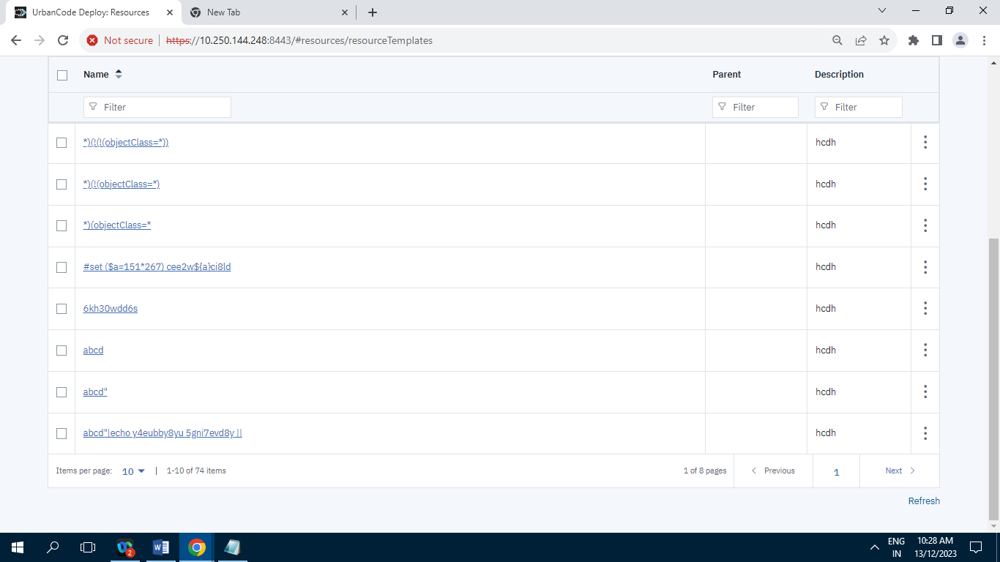 UrbanCode Deploy: Resources
New Tab
Not secure https://10.250.144.248:8443/#resources/resourceTemplates
Name Parent Description
Filter Filter Filter
*)(!(!(objectClass=*)) hcdh
*)(!(objectClass=*) hcdh
*)(objectClass=* hcdh
#set ($a=151*267) cee2w${a}ci8ld hcdh
6kh30wdd6s hcdh
abcd hcdh
abcd" hcdh
abcd"|echo y4eubby8yu 5gni7evd8y || hcdh
Items per page: 10 | 1-10 of 74 items 1 of 8 pages Previous 1 Next
Refresh
2
ENG 10:28 AM
IN 13/12/2023